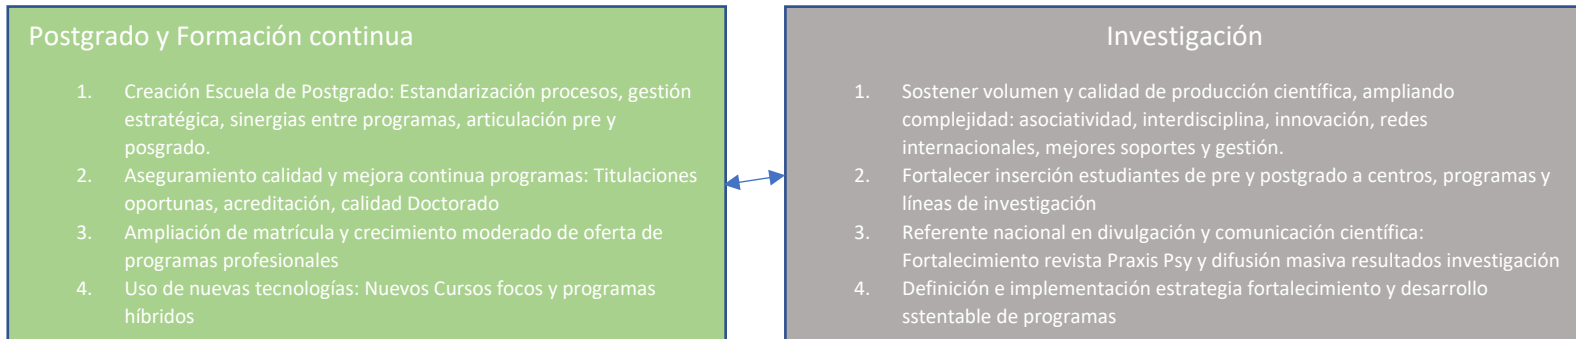 Postgrado y Formación continua
1. Creación Escuela de Postgrado: Estandarización procesos, gestión
estratégica, sinergias entre programas, articulación pre y
posgrado.
2. Aseguramiento calidad y mejora continua programas: Titulaciones
oportunas, acreditación, calidad Doctorado
3. Ampliación de matrícula y crecimiento moderado de oferta de
programas profesionales
4. Uso de nuevas tecnologías: Nuevos Cursos focos y programas
híbridos
Investigación
1. Sostener volumen y calidad de producción científica, ampliando
complejidad: asociatividad, interdisciplina, innovación, redes
internacionales, mejores soportes y gestión.
2. Fortalecer inserción estudiantes de pre y postgrado a centros, programas y
líneas de investigación
3. Referente nacional en divulgación y comunicación científica:
Fortalecimiento revista Praxis Psy y difusión masiva resultados investigación
4. Definición e implementación estrategia fortalecimiento y desarrollo
sstentable de programas